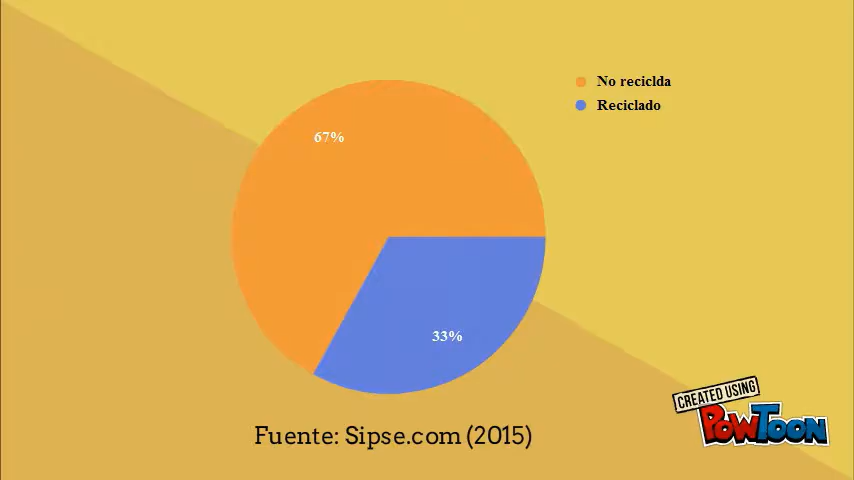 No reciclda
Reciclado
67%
33%
Fuente: Sipse.com (2015)
CREATED USING
POWTOON